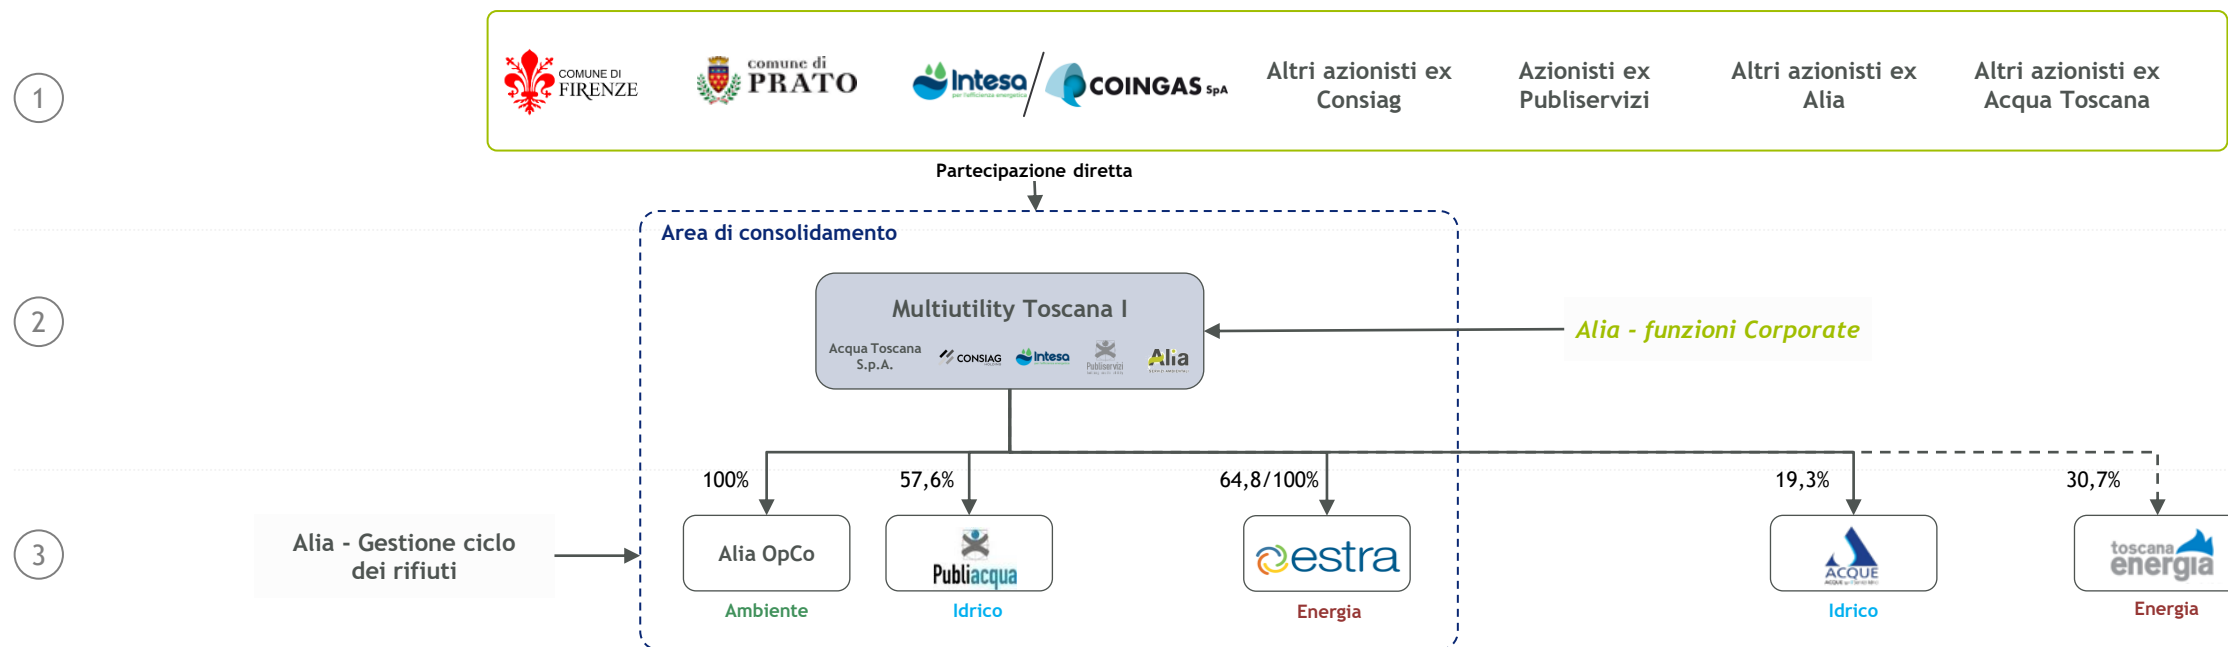 1
COMUNE DI
FIRENZE
comune di
PRATO
Intesa
per l'efficienza energetica
COINGAS SpA
Altri azionisti ex
Consiag
Azionisti ex
Publiservizi
Altri azionisti ex
Alia
Altri azionisti ex
Acqua Toscana
Partecipazione diretta
Area di consolidamento
2
Multiutility Toscana I
Acqua Toscana
S.p.A.
CONSIAG
Intesa
Publiservizi
Alia
Alia - funzioni Corporate
100%
57,6%
64,8/100%
19,3%
30,7%
3
Alia - Gestione ciclo
dei rifiuti
Alia OpCo
Publiacqua
estra
ACQUE
toscana
energia
Ambiente
Idrico
Energia
Idrico
Energia